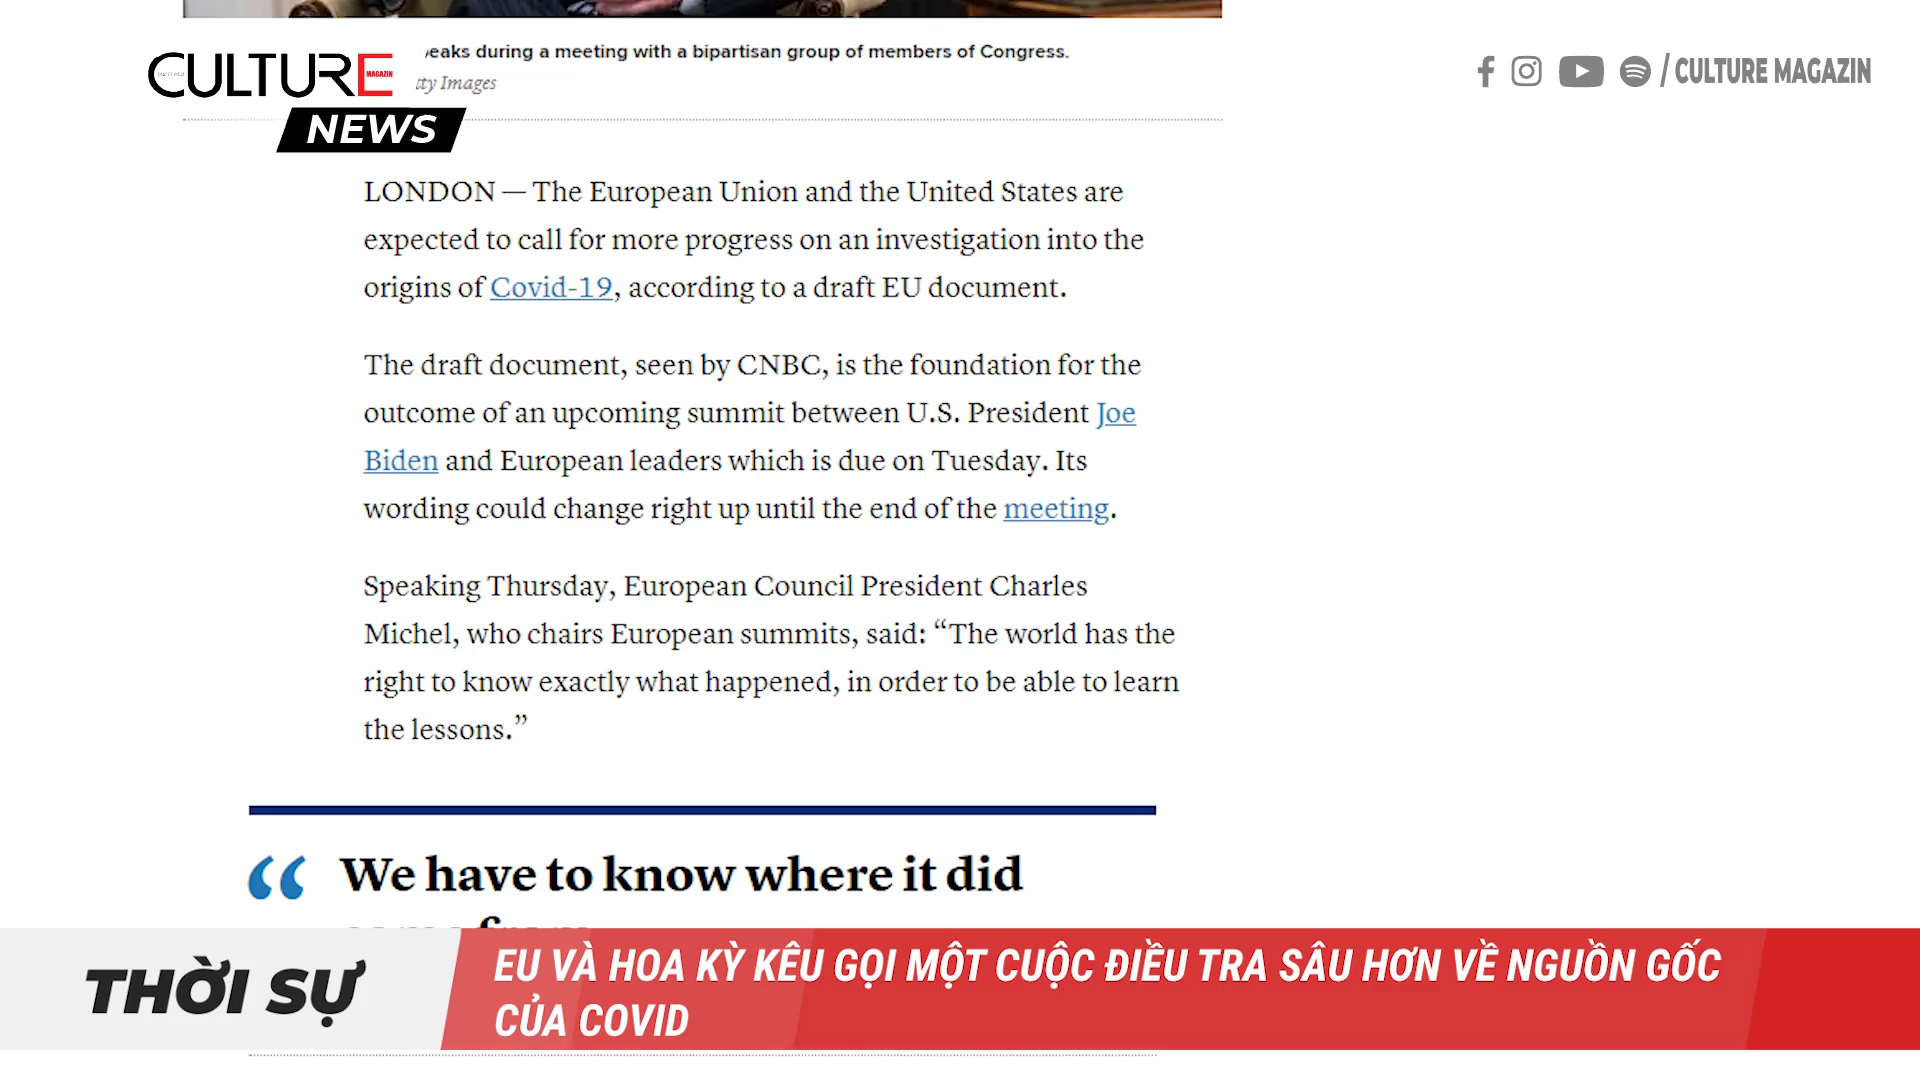 eaks during a meeting with a bipartisan group of members of Congress.
CULTURE
MAGAZIN
Images
NEWS
/ CULTURE MAGAZIN
LONDON — The European Union and the United States are
expected to call for more progress on an investigation into the
origins of Covid-19, according to a draft EU document.
The draft document, seen by CNBC, is the foundation for the
outcome of an upcoming summit between U.S. President Joe
Biden and European leaders which is due on Tuesday. Its
wording could change right up until the end of the meeting.
Speaking Thursday, European Council President Charles
Michel, who chairs European summits, said: “The world has the
right to know exactly what happened, in order to be able to learn
the lessons.”
“ We have to know where it did
THỜI SỰ
EU VÀ HOA KỲ KÊU GỌI MỘT CUỘC ĐIỀU TRA SÂU HƠN VỀ NGUỒN GỐC
CỦA COVID